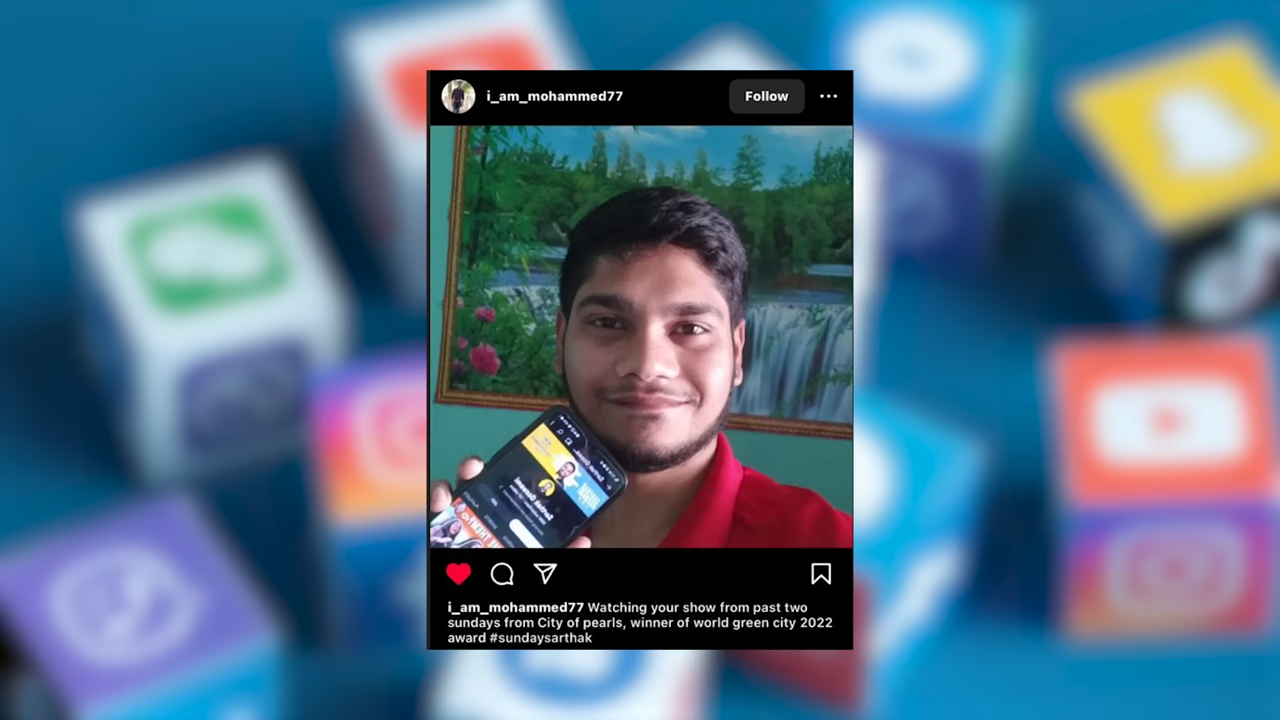 i_am_mohammed77
Follow
i_am_mohammed77 Watching your show from past two
sundays from City of pearls, winner of world green city 2022
award #sundaysarthak